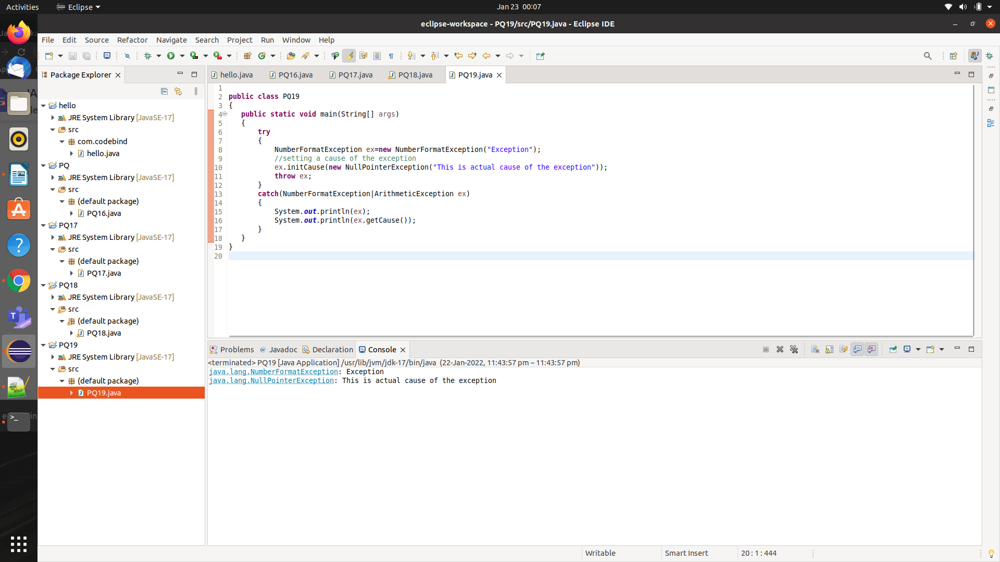 Activities
Eclipse
Jan 23 00:07
eclipse-workspace - PQ19/src/PQ19.java - Eclipse IDE
File Edit Source Refactor Navigate Search Project Run Window Help
Package Explorer
hello
JRE System Library [JavaSE-17]
src
com.codebind
hello.java
PQ
JRE System Library [JavaSE-17]
src
(default package)
PQ16.java
PQ17
JRE System Library [JavaSE-17]
src
(default package)
PQ17.java
PQ18
JRE System Library [JavaSE-17]
src
(default package)
PQ18.java
PQ19
JRE System Library [JavaSE-17]
src
(default package)
PQ19.java
hello.java PQ16.java PQ17.java PQ18.java PQ19.java
1
2 public class PQ19
3 {
4 public static void main(String[] args)
5 {
6 try
7 {
8 NumberFormatException ex=new NumberFormatException("Exception");
9 //setting a cause of the exception
10 ex.initCause(new NullPointerException("This is actual cause of the exception"));
11 throw ex;
12 }
13 catch(NumberFormatException|ArithmeticException ex)
14 {
15 System.out.println(ex);
16 System.out.println(ex.getCause());
17 }
18 }
19 }
20
Problems Javadoc Declaration Console
<terminated> PQ19 [Java Application] /usr/lib/jvm/jdk-17/bin/java (22-Jan-2022, 11:43:57 pm – 11:43:57 pm)
java.lang.NumberFormatException: Exception
java.lang.NullPointerException: This is actual cause of the exception
Writable Smart Insert 20 : 1 : 444